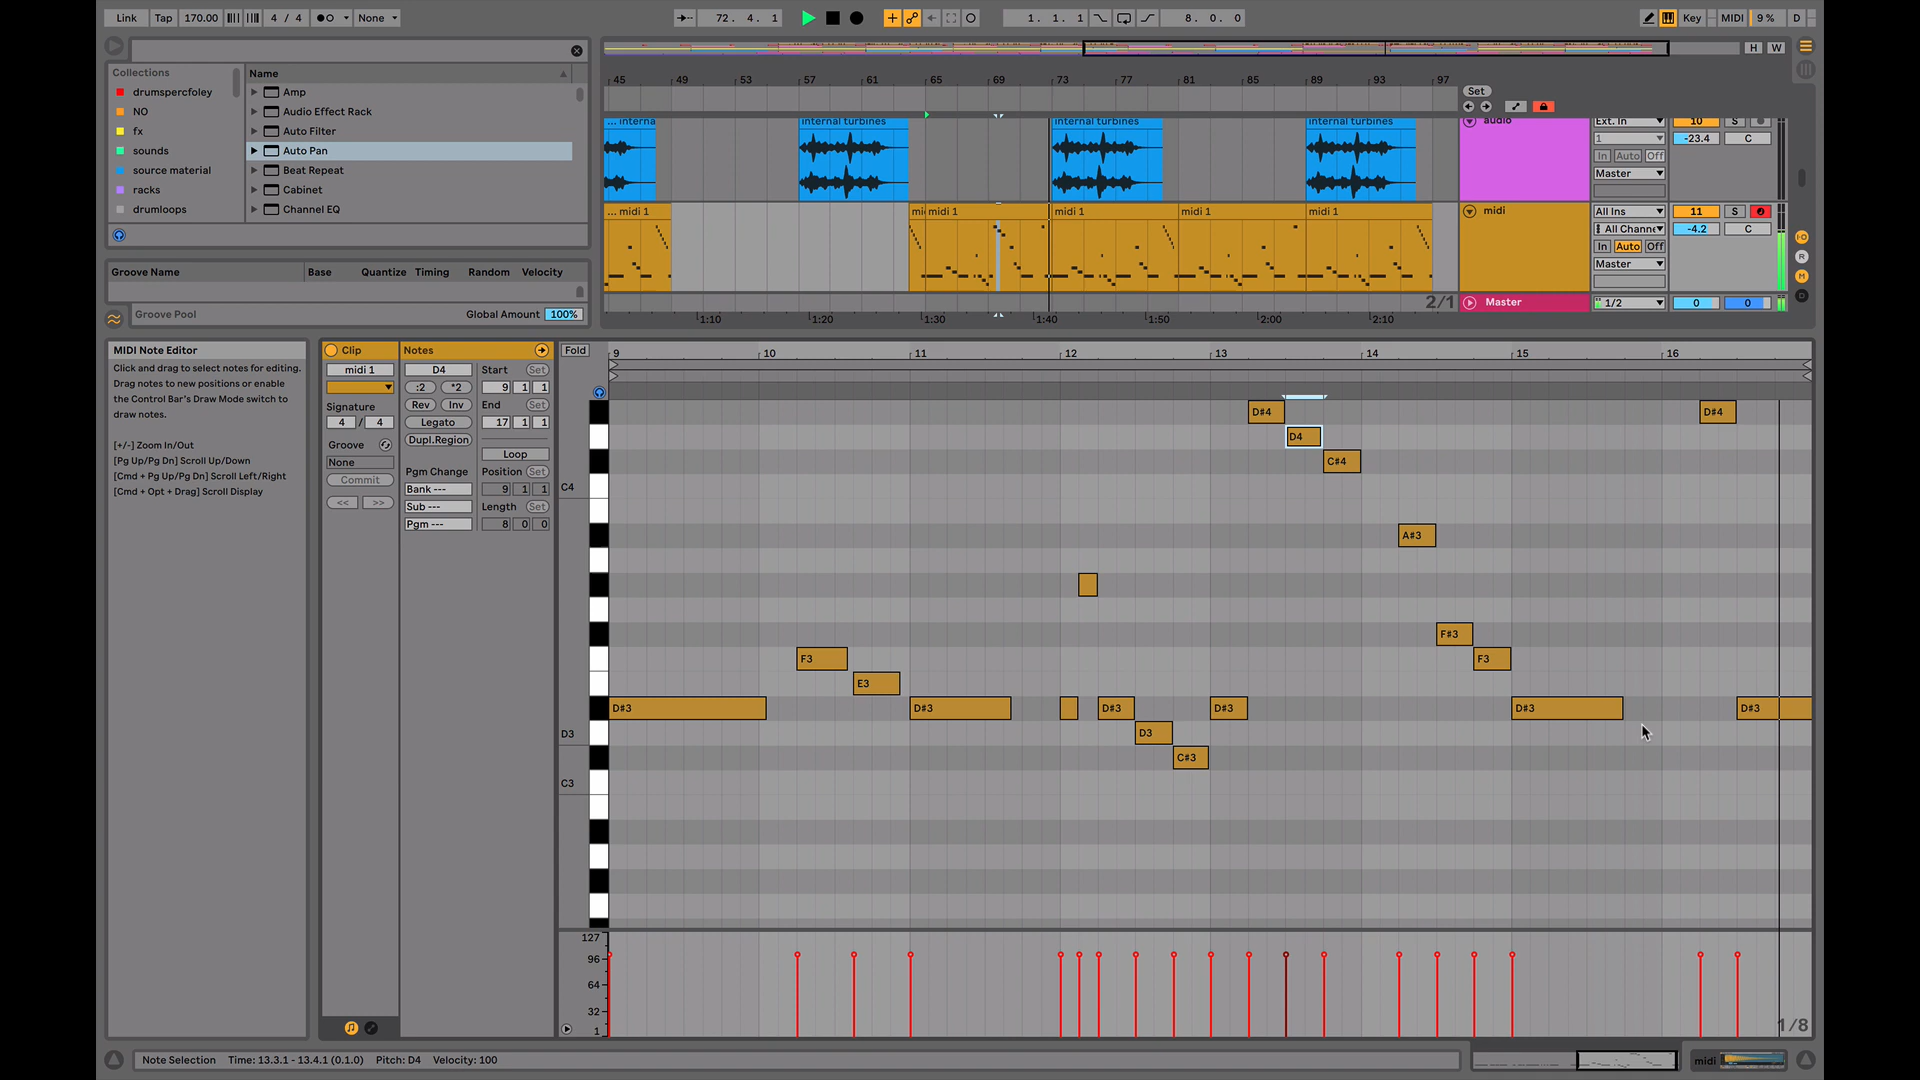 Link Tap 170.00 4 / 4 None 72. 4. 1 1. 1. 1 8. 0. 0 Key MIDI 9 % D
H W
Collections
drumspercfoley
NO
fx
sounds
source material
racks
drumloops
Name
Amp
Audio Effect Rack
Auto Filter
Auto Pan
Beat Repeat
Cabinet
Channel EQ
Groove Name Base Quantize Timing Random Velocity
Groove Pool Global Amount 100%
45 49 53 57 61 65 69 73 77 81 85 89 93 97
Set
... interna internal turbines internal turbines internal turbines
audio Ext. In 10 S
1 -23.4 C
In Auto Off
Master
... midi 1 mi midi 1 midi 1 midi 1 midi 1
midi All Ins 11 S
All Channe -4.2 C
In Auto Off
Master
2/1 Master 1/2 0 0
1:10 1:20 1:30 1:40 1:50 2:00 2:10
R
M
D
MIDI Note Editor
Click and drag to select notes for editing.
Drag notes to new positions or enable
the Control Bar's Draw Mode switch to
draw notes.
[+/-] Zoom In/Out
[Pg Up/Pg Dn] Scroll Up/Down
[Cmd + Pg Up/Pg Dn] Scroll Left/Right
[Cmd + Opt + Drag] Scroll Display
Clip
midi 1
Signature
4 / 4
Groove
None
Commit
<< >>
Notes
D4
:2 *2
Rev Inv
Legato
Dupl.Region
Pgm Change
Bank ---
Sub ---
Pgm ---
Start Set
9 1 1
End Set
17 1 1
Loop
Position Set
9 1 1
Length Set
8 0 0
Fold
9 10 11 12 13 14 15 16
D#4 D#4
D4
C#4
C4
A#3
F#3
F3 F3
E3
D#3 D#3 D#3 D#3 D#3 D#3
D3 D3
C#3
C3
127
96
64
32
1
1/8
Note Selection Time: 13.3.1 - 13.4.1 (0.1.0) Pitch: D4 Velocity: 100
midi